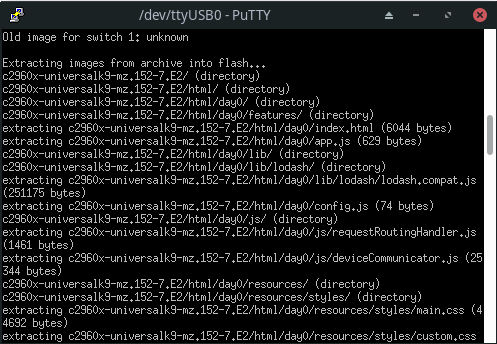 /dev/ttyUSB0 - PuTTY
Old image for switch 1: unknown
Extracting images from archive into flash...
c2960x-universalk9-mz.152-7.E2/ (directory)
c2960x-universalk9-mz.152-7.E2/html/ (directory)
c2960x-universalk9-mz.152-7.E2/html/day0/ (directory)
c2960x-universalk9-mz.152-7.E2/html/day0/features/ (directory)
extracting c2960x-universalk9-mz.152-7.E2/html/day0/index.html (6044 bytes)
extracting c2960x-universalk9-mz.152-7.E2/html/day0/app.js (629 bytes)
c2960x-universalk9-mz.152-7.E2/html/day0/lib/ (directory)
c2960x-universalk9-mz.152-7.E2/html/day0/lib/lodash/ (directory)
extracting c2960x-universalk9-mz.152-7.E2/html/day0/lib/lodash/lodash.compat.js
(251175 bytes)
extracting c2960x-universalk9-mz.152-7.E2/html/day0/config.js (74 bytes)
c2960x-universalk9-mz.152-7.E2/html/day0/js/ (directory)
extracting c2960x-universalk9-mz.152-7.E2/html/day0/js/requestRoutingHandler.js
(1461 bytes)
extracting c2960x-universalk9-mz.152-7.E2/html/day0/js/deviceCommunicator.js (25
344 bytes)
c2960x-universalk9-mz.152-7.E2/html/day0/resources/ (directory)
c2960x-universalk9-mz.152-7.E2/html/day0/resources/styles/ (directory)
extracting c2960x-universalk9-mz.152-7.E2/html/day0/resources/styles/main.css (4
4692 bytes)
extracting c2960x-universalk9-mz.152-7.E2/html/day0/resources/styles/custom.css